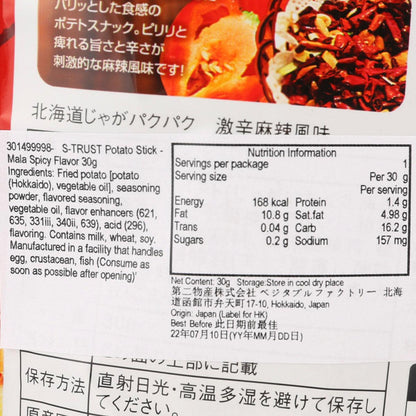 パリッとした食感の
ポテトスナック。ピリリと
痺れる旨さと辛さが
刺激的な麻辣風味です!
北海道じゃがパクパク 激辛麻辣風味
301499998- S-TRUST Potato Stick -
Mala Spicy Flavor 30g
Ingredients: Fried potato [potato
(Hokkaido), vegetable oil], seasoning
powder, flavored seasoning,
vegetable oil, flavor enhancers (621,
635, 331iii, 340ii, 639), acid (296),
flavoring. Contains milk, wheat, soy.
Manufactured in a facility that handles
egg, crustacean, fish (Consume as
soon as possible after opening)'
Nutrition Information
Servings per package 1
Serving size Per 30 g
Per serving
Energy 168 kcal Protein 1.4 g
Fat 10.8 g Sat.fat 4.98 g
Trans 0.04 g Carb 16.2 g
Sugars 0.2 g Sodium 157 mg
Net Content: 30g Storage:Store in cool dry place
第二物産株式会社 ベジタブルファクトリー 北海
道函館市弁天町17-10, Hokkaido, Japan
Origin: Japan (Label for HK)
Best Before 此日期前最佳
22年07月10日(YY年MM月DD日)
の面の上部に記載
保存方法 直射日光・高温多湿を避けて保存し
てください。